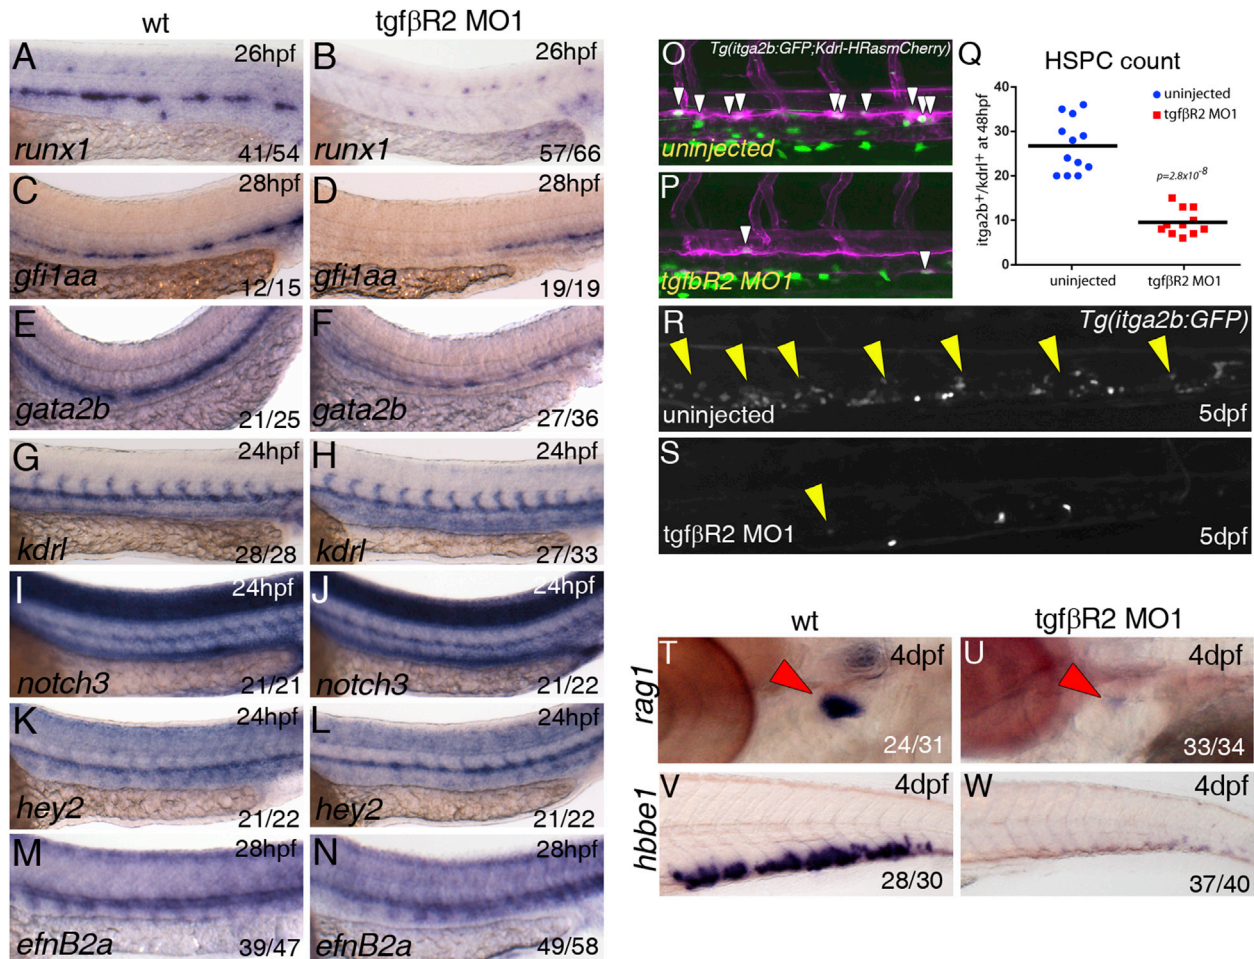 wt
tgfβR2 MO1
A
26hpf
runx1
41/54
B
26hpf
runx1
57/66
C
28hpf
gfi1aa
12/15
D
28hpf
gfi1aa
19/19
E
gata2b
21/25
F
gata2b
27/36
G
24hpf
kdrl
28/28
H
24hpf
kdrl
27/33
I
24hpf
notch3
21/21
J
24hpf
notch3
21/22
K
24hpf
hey2
21/22
L
24hpf
hey2
21/22
M
28hpf
efnB2a
39/47
N
28hpf
efnB2a
49/58
O
Tg(itga2b:GFP;Kdrl-HRasmCherry)
uninjected
P
tgfbR2 MO1
Q
HSPC count
itga2b+/kdrl+ at 48hpf
40
30
20
10
0
uninjected
tgfβR2 MO1
p=2.8x10-8
uninjected
tgfβR2 MO1
R
Tg(itga2b:GFP)
uninjected
5dpf
S
tgfβR2 MO1
5dpf
wt
tgfβR2 MO1
rag1
T
4dpf
24/31
U
4dpf
33/34
hbbe1
V
4dpf
28/30
W
4dpf
37/40